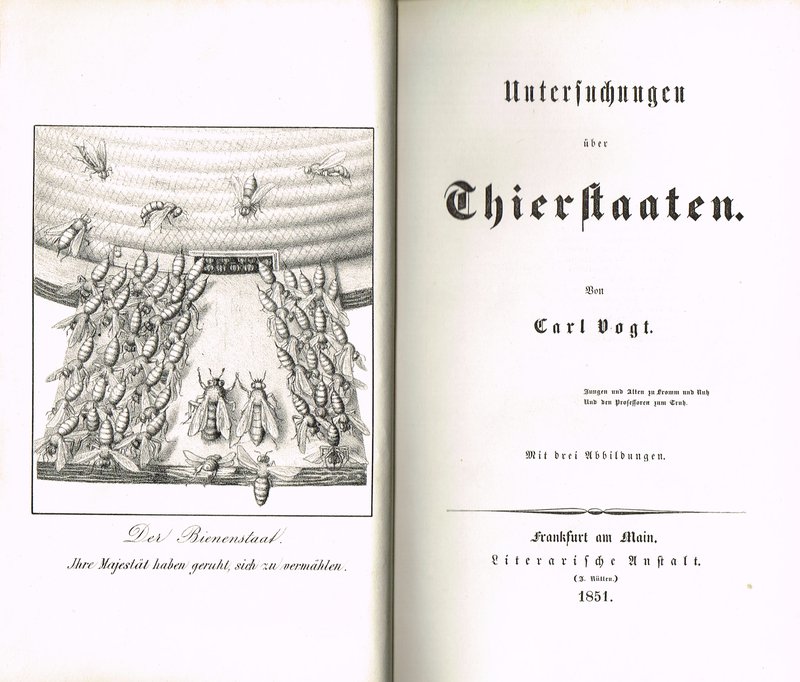 Der Bienenstaat.
Ihre Majestät haben geruht, sich zu vermählen.
Untersuchungen
über
Thierstaaten.
Von
Carl Vogt.
Jungen und Alten zu Fromm und Nutz
Und den Professoren zum Trutz.
Mit drei Abbildungen.
Frankfurt am Main.
Literarische Anstalt.
(J. Rütten.)
1851.